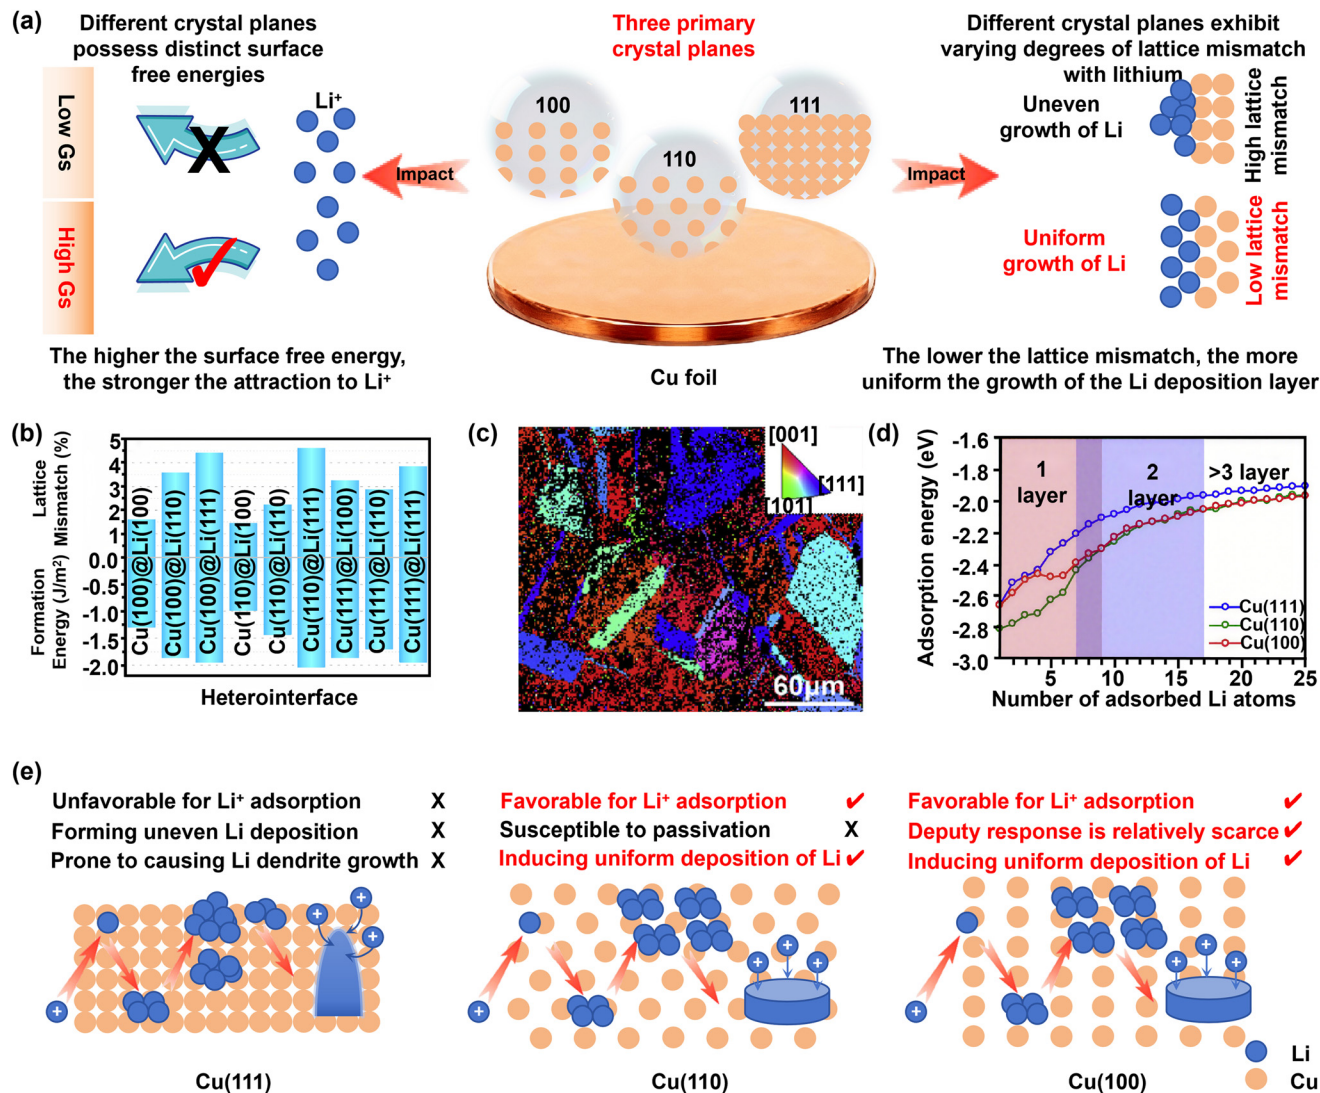 (a)
Different crystal planes
possess distinct surface
free energies
Low Gs
High Gs
X
Li⁺
The higher the surface free energy,
the stronger the attraction to Li⁺
Three primary
crystal planes
100
110
111
Impact
Impact
Cu foil
Different crystal planes exhibit
varying degrees of lattice mismatch
with lithium
Uneven
growth of Li
High lattice
mismatch
Uniform
growth of Li
Low lattice
mismatch
The lower the lattice mismatch, the more
uniform the growth of the Li deposition layer
(b)
Lattice
Mismatch (%)
Formation
Energy (J/m²)
5
4
3
2
1
0.0
-0.5
-1.0
-1.5
-2.0
Cu(100)@Li(100)
Cu(100)@Li(110)
Cu(100)@Li(111)
Cu(110)@Li(100)
Cu(110)@Li(110)
Cu(110)@Li(111)
Cu(111)@Li(100)
Cu(111)@Li(110)
Cu(111)@Li(111)
Heterointerface
(c)
[001]
[111]
[101]
60μm
(d)
Adsorption energy (eV)
-1.6
-1.8
-2.0
-2.2
-2.4
-2.6
-2.8
-3.0
1
layer
2
layer
>3 layer
Cu(111)
Cu(110)
Cu(100)
5
10
15
20
25
Number of adsorbed Li atoms
(e)
Unfavorable for Li⁺ adsorption X
Forming uneven Li deposition X
Prone to causing Li dendrite growth X
+
+
+
+
Cu(111)
Favorable for Li⁺ adsorption ✔
Susceptible to passivation X
Inducing uniform deposition of Li ✔
+
+
+
+
Cu(110)
Favorable for Li⁺ adsorption ✔
Deputy response is relatively scarce ✔
Inducing uniform deposition of Li ✔
+
+
+
+
Cu(100)
Li
Cu